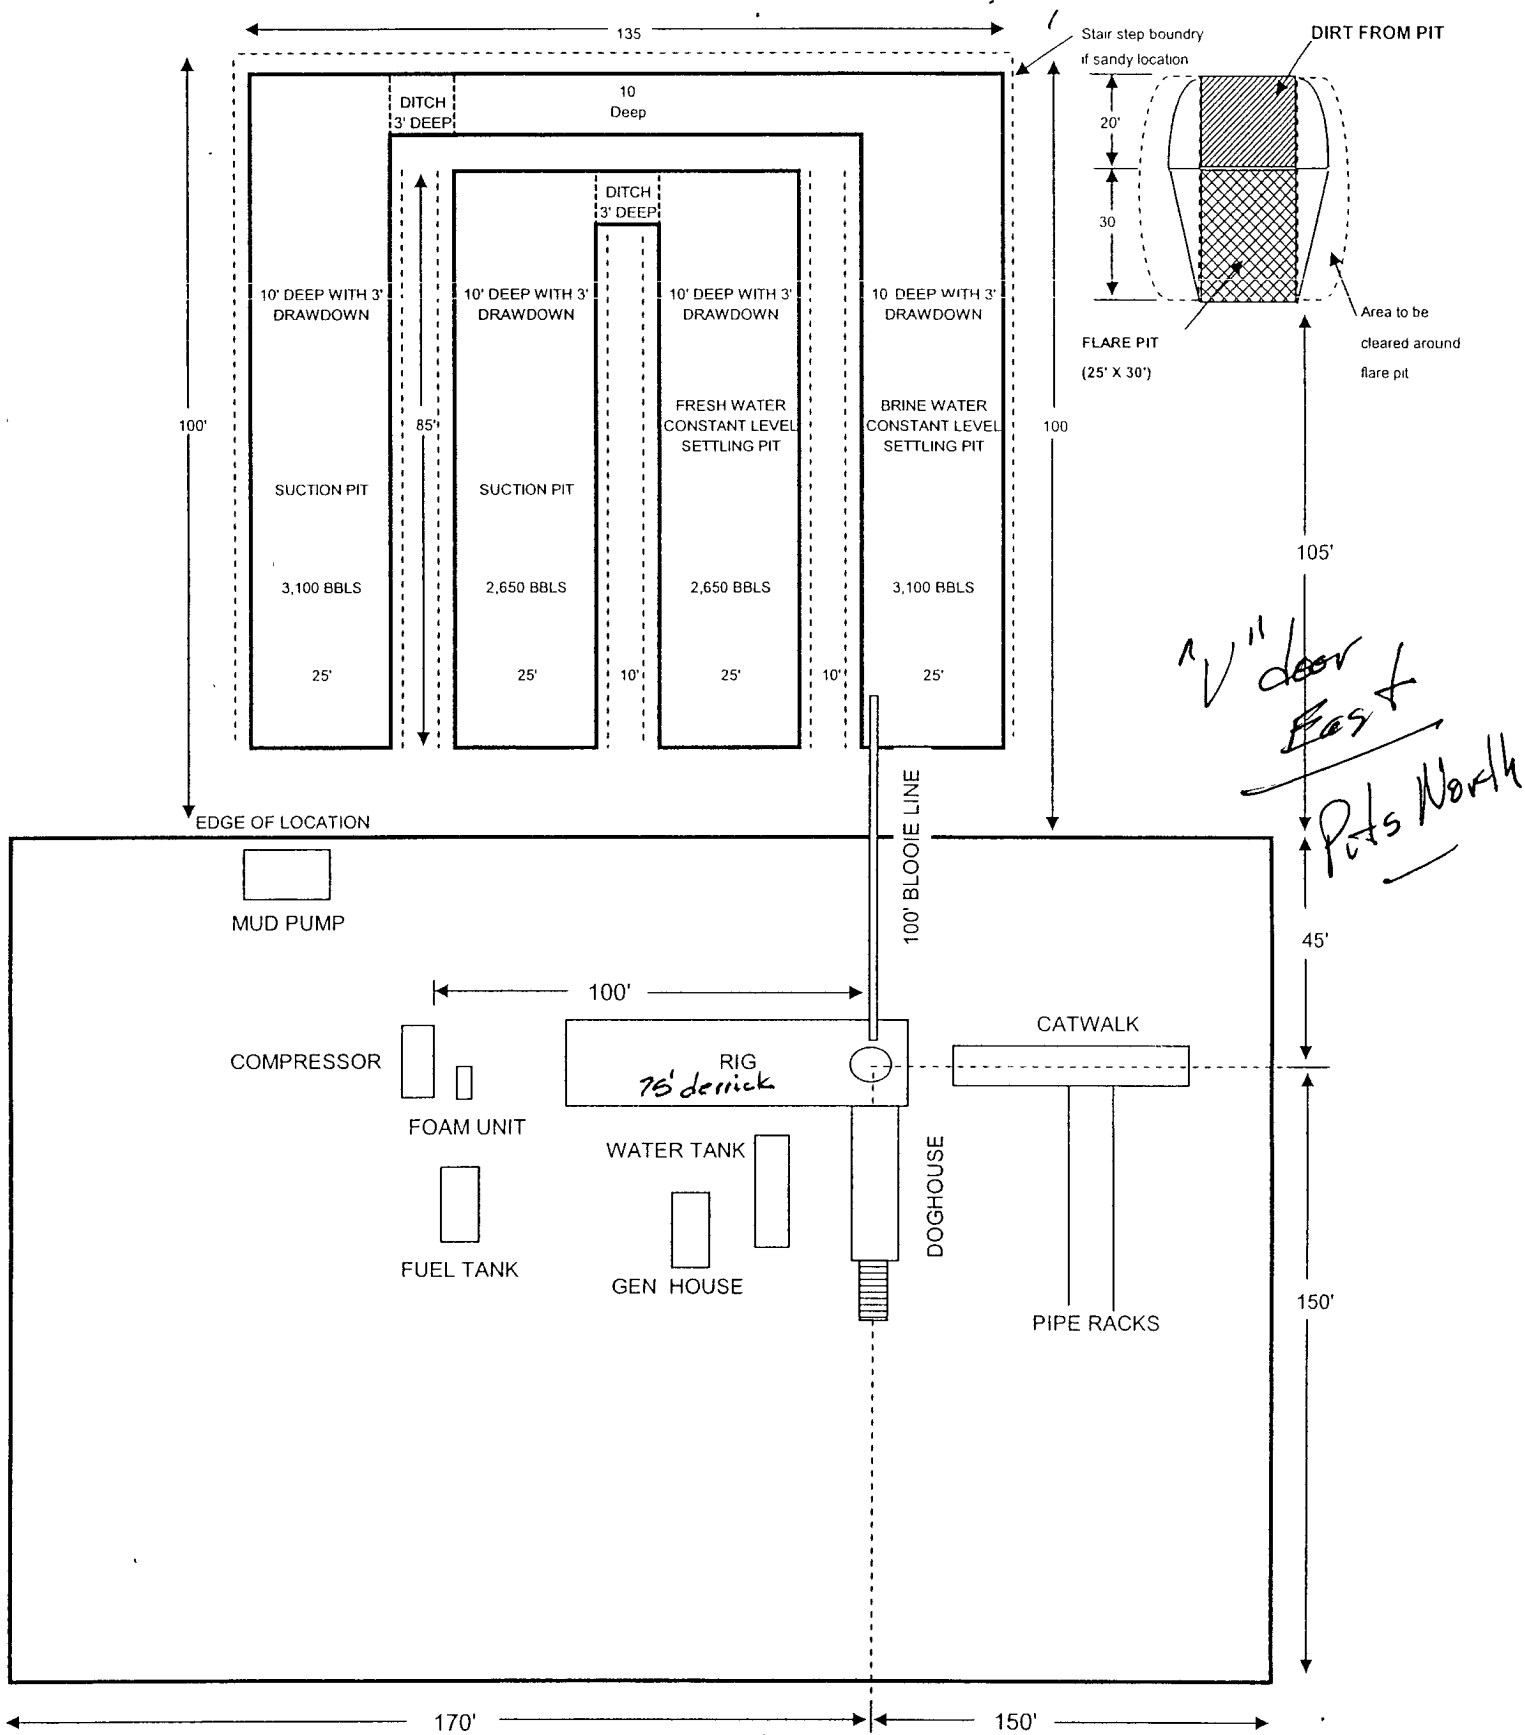 135
Stair step boundry
if sandy location
DIRT FROM PIT
DITCH
3' DEEP
10
Deep
20'
DITCH
3' DEEP
30
10' DEEP WITH 3'
DRAWDOWN
10' DEEP WITH 3'
DRAWDOWN
10' DEEP WITH 3'
DRAWDOWN
10 DEEP WITH 3'
DRAWDOWN
FLARE PIT
(25' X 30')
Area to be
cleared around
flare pit
100'
85'
FRESH WATER
CONSTANT LEVEL
SETTLING PIT
BRINE WATER
CONSTANT LEVEL
SETTLING PIT
100
SUCTION PIT
SUCTION PIT
105'
3,100 BBLS
2,650 BBLS
2,650 BBLS
3,100 BBLS
25'
25'
10'
25'
10'
25'
"V" door
East
Pits North
100' BLOOIE LINE
EDGE OF LOCATION
MUD PUMP
45'
100'
COMPRESSOR
RIG
75' derrick
CATWALK
FOAM UNIT
WATER TANK
DOGHOUSE
FUEL TANK
GEN HOUSE
PIPE RACKS
150'
170'
150'